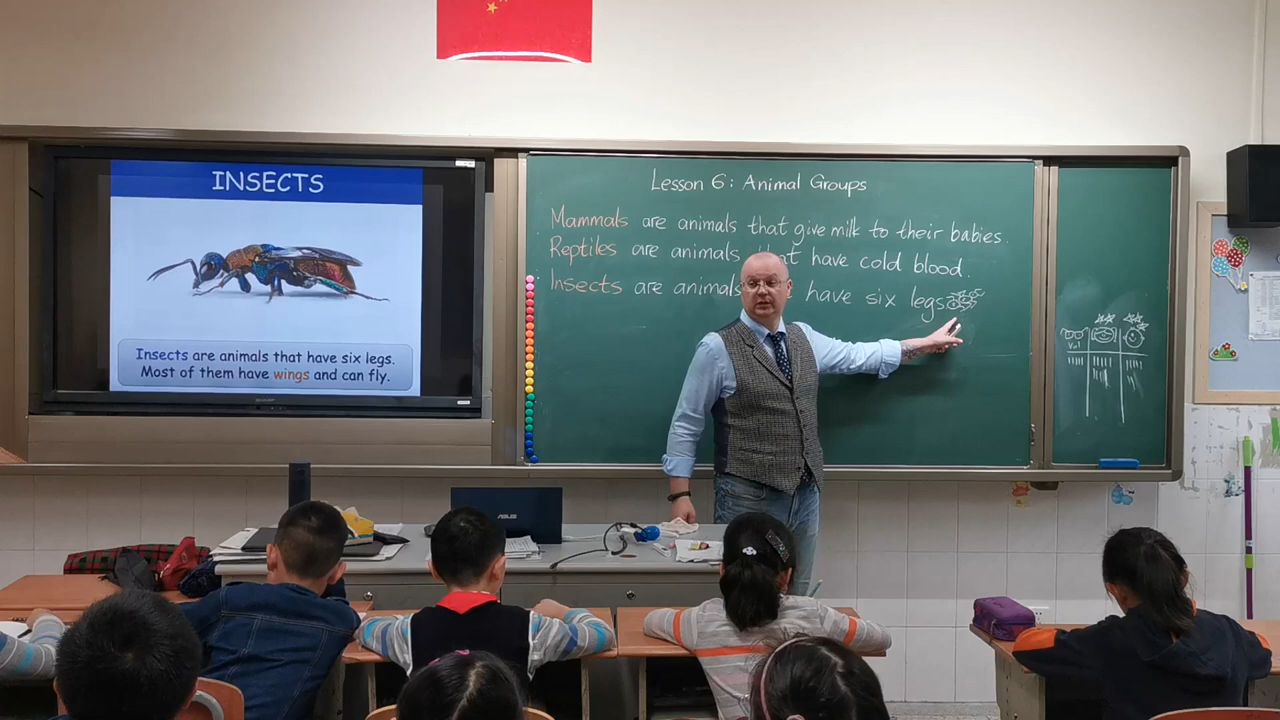 INSECTS
Insects are animals that have six legs.
Most of them have wings and can fly.
Lesson 6: Animal Groups
Mammals are animals that give milk to their babies.
Reptiles are animals that have cold blood.
Insects are animals have six legs
ASUS